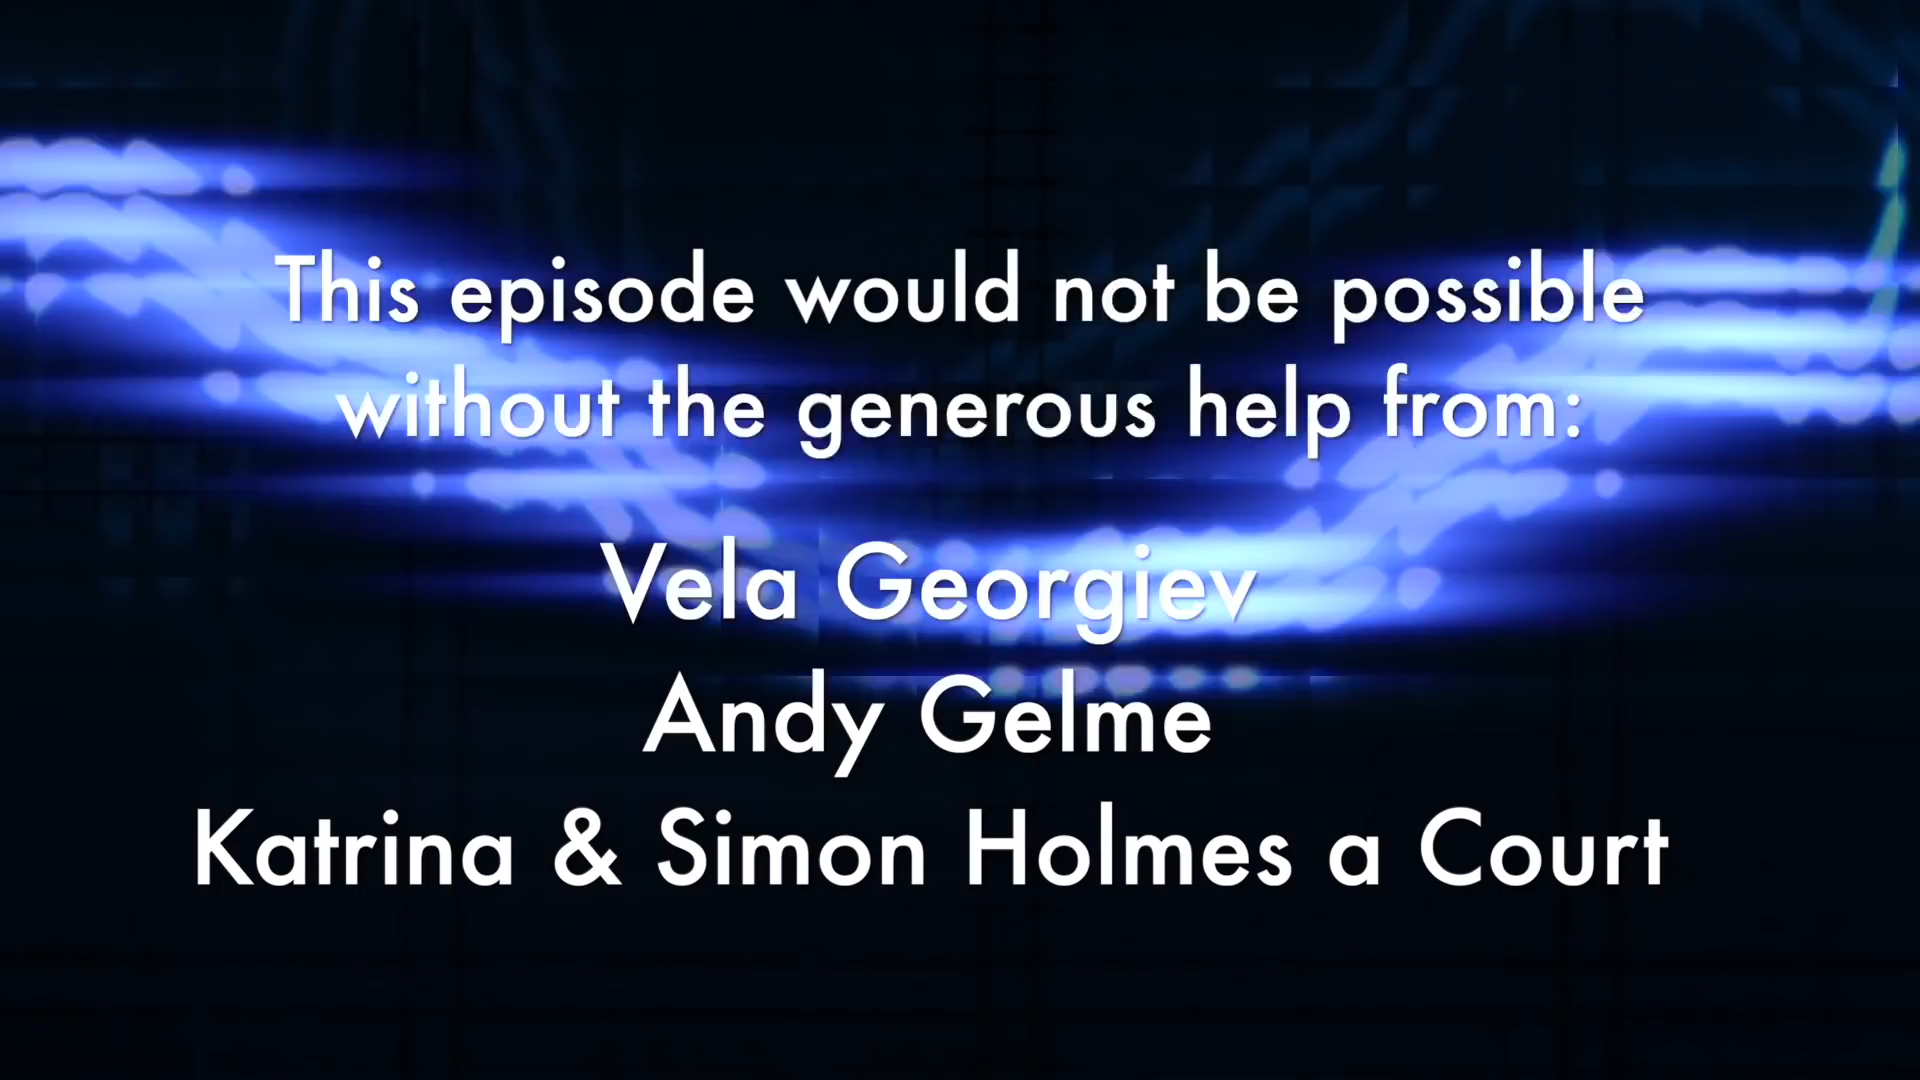 This episode would not be possible
without the generous help from:
Vela Georgiev
Andy Gelme
Katrina & Simon Holmes a Court